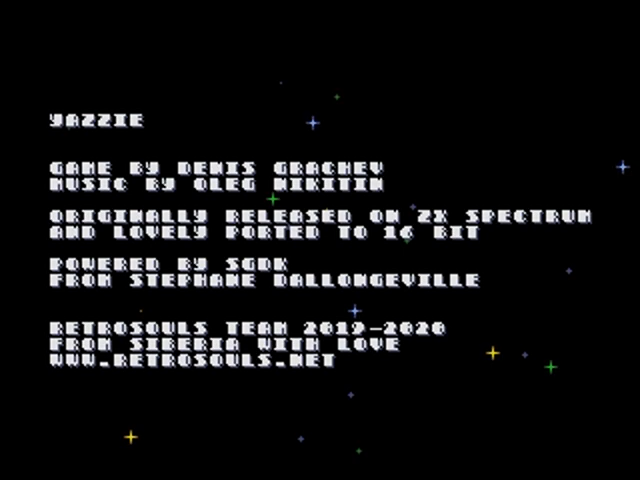 YAZZIE
GAME BY DENIS GRACHEV
MUSIC BY OLEG NIKITIN
ORIGINALLY RELEASED ON ZX SPECTRUM
AND LOVELY PORTED TO 16 BIT
POWERED BY SGDK
FROM STEPHANE DALLONGEVILLE
RETROSOULS TEAM 2019-2020
FROM SIBERIA WITH LOVE
WWW.RETROSOULS.NET